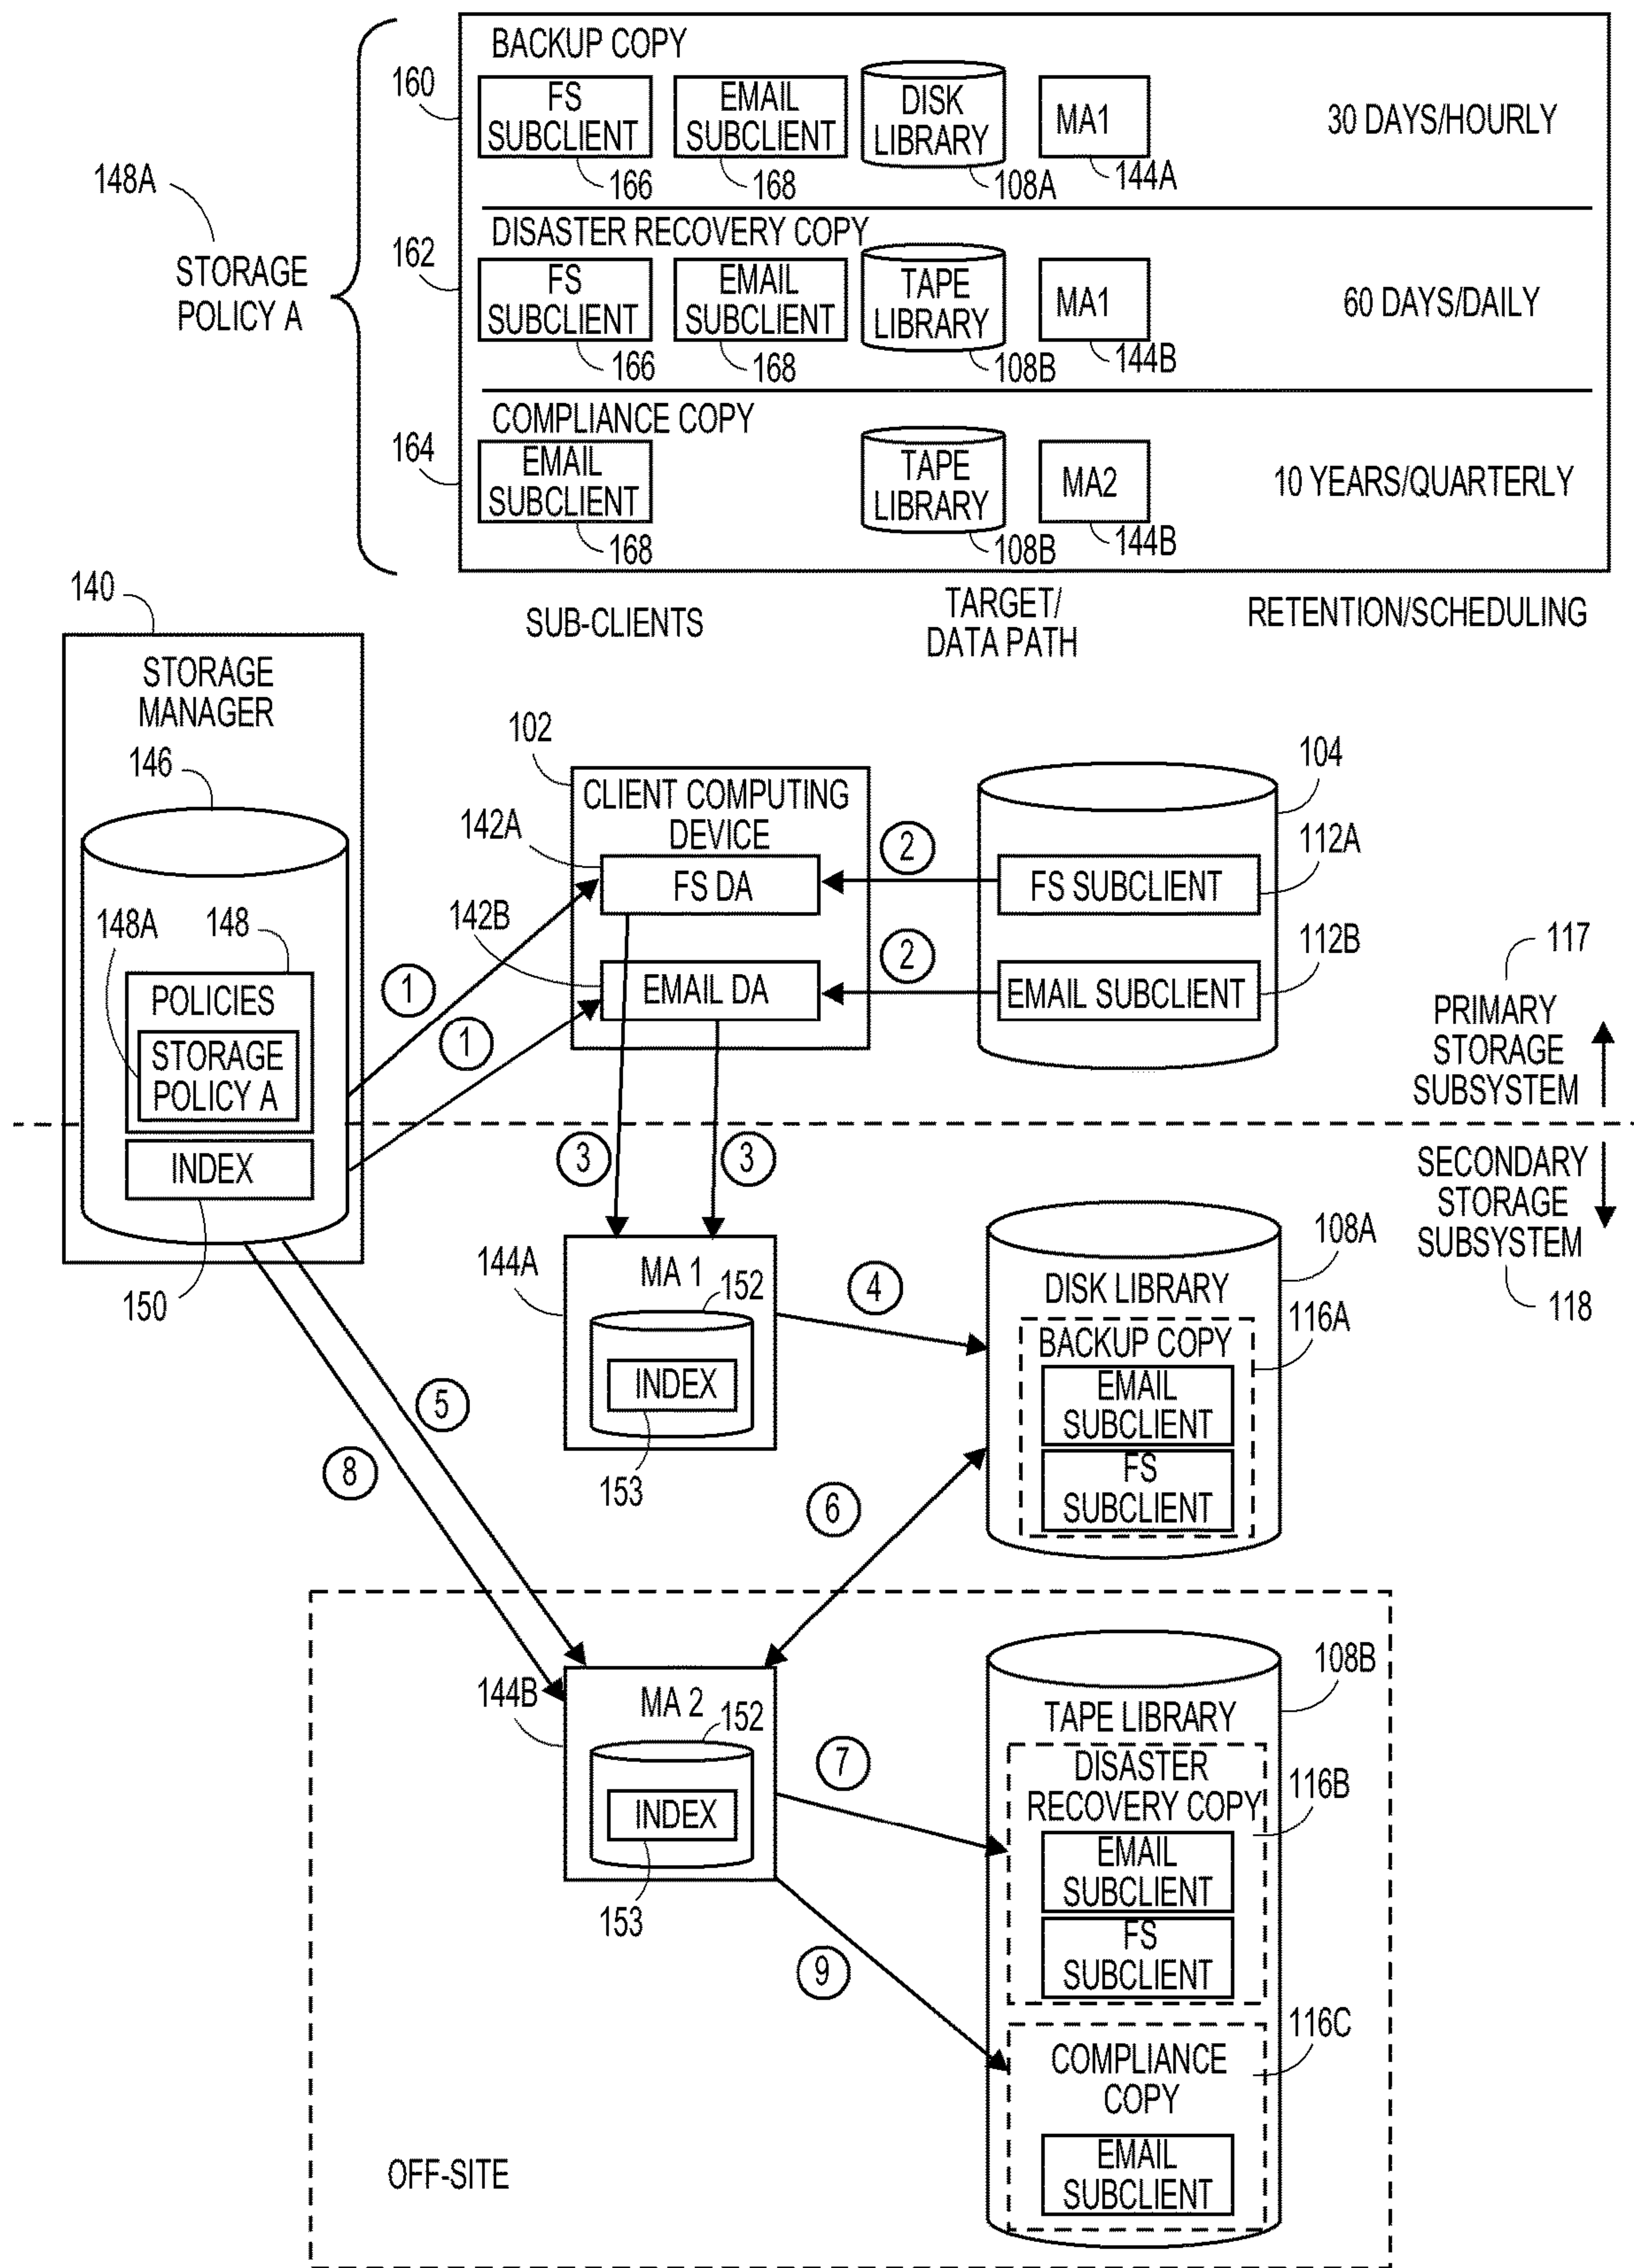 BACKUP COPY
160
FS
SUBCLIENT
166
EMAIL
SUBCLIENT
168
DISK
LIBRARY
108A
MA1
144A
30 DAYS/HOURLY
148A
STORAGE
POLICY A
DISASTER RECOVERY COPY
162
FS
SUBCLIENT
166
EMAIL
SUBCLIENT
168
TAPE
LIBRARY
108B
MA1
144B
60 DAYS/DAILY
COMPLIANCE COPY
164
EMAIL
SUBCLIENT
168
TAPE
LIBRARY
108B
MA2
144B
10 YEARS/QUARTERLY
SUB-CLIENTS
TARGET/
DATA PATH
RETENTION/SCHEDULING
140
STORAGE
MANAGER
146
148A
148
POLICIES
STORAGE
POLICY A
INDEX
150
1
1
102
CLIENT COMPUTING
DEVICE
142A
FS DA
142B
EMAIL DA
2
2
104
FS SUBCLIENT
112A
EMAIL SUBCLIENT
112B
117
PRIMARY
STORAGE
SUBSYSTEM
SECONDARY
STORAGE
SUBSYSTEM
118
3
3
144A
MA 1
152
INDEX
153
4
108A
DISK LIBRARY
116A
BACKUP COPY
EMAIL
SUBCLIENT
FS
SUBCLIENT
5
8
6
144B
MA 2
152
INDEX
153
7
9
108B
TAPE LIBRARY
DISASTER
RECOVERY COPY
116B
EMAIL
SUBCLIENT
FS
SUBCLIENT
116C
COMPLIANCE
COPY
EMAIL
SUBCLIENT
OFF-SITE